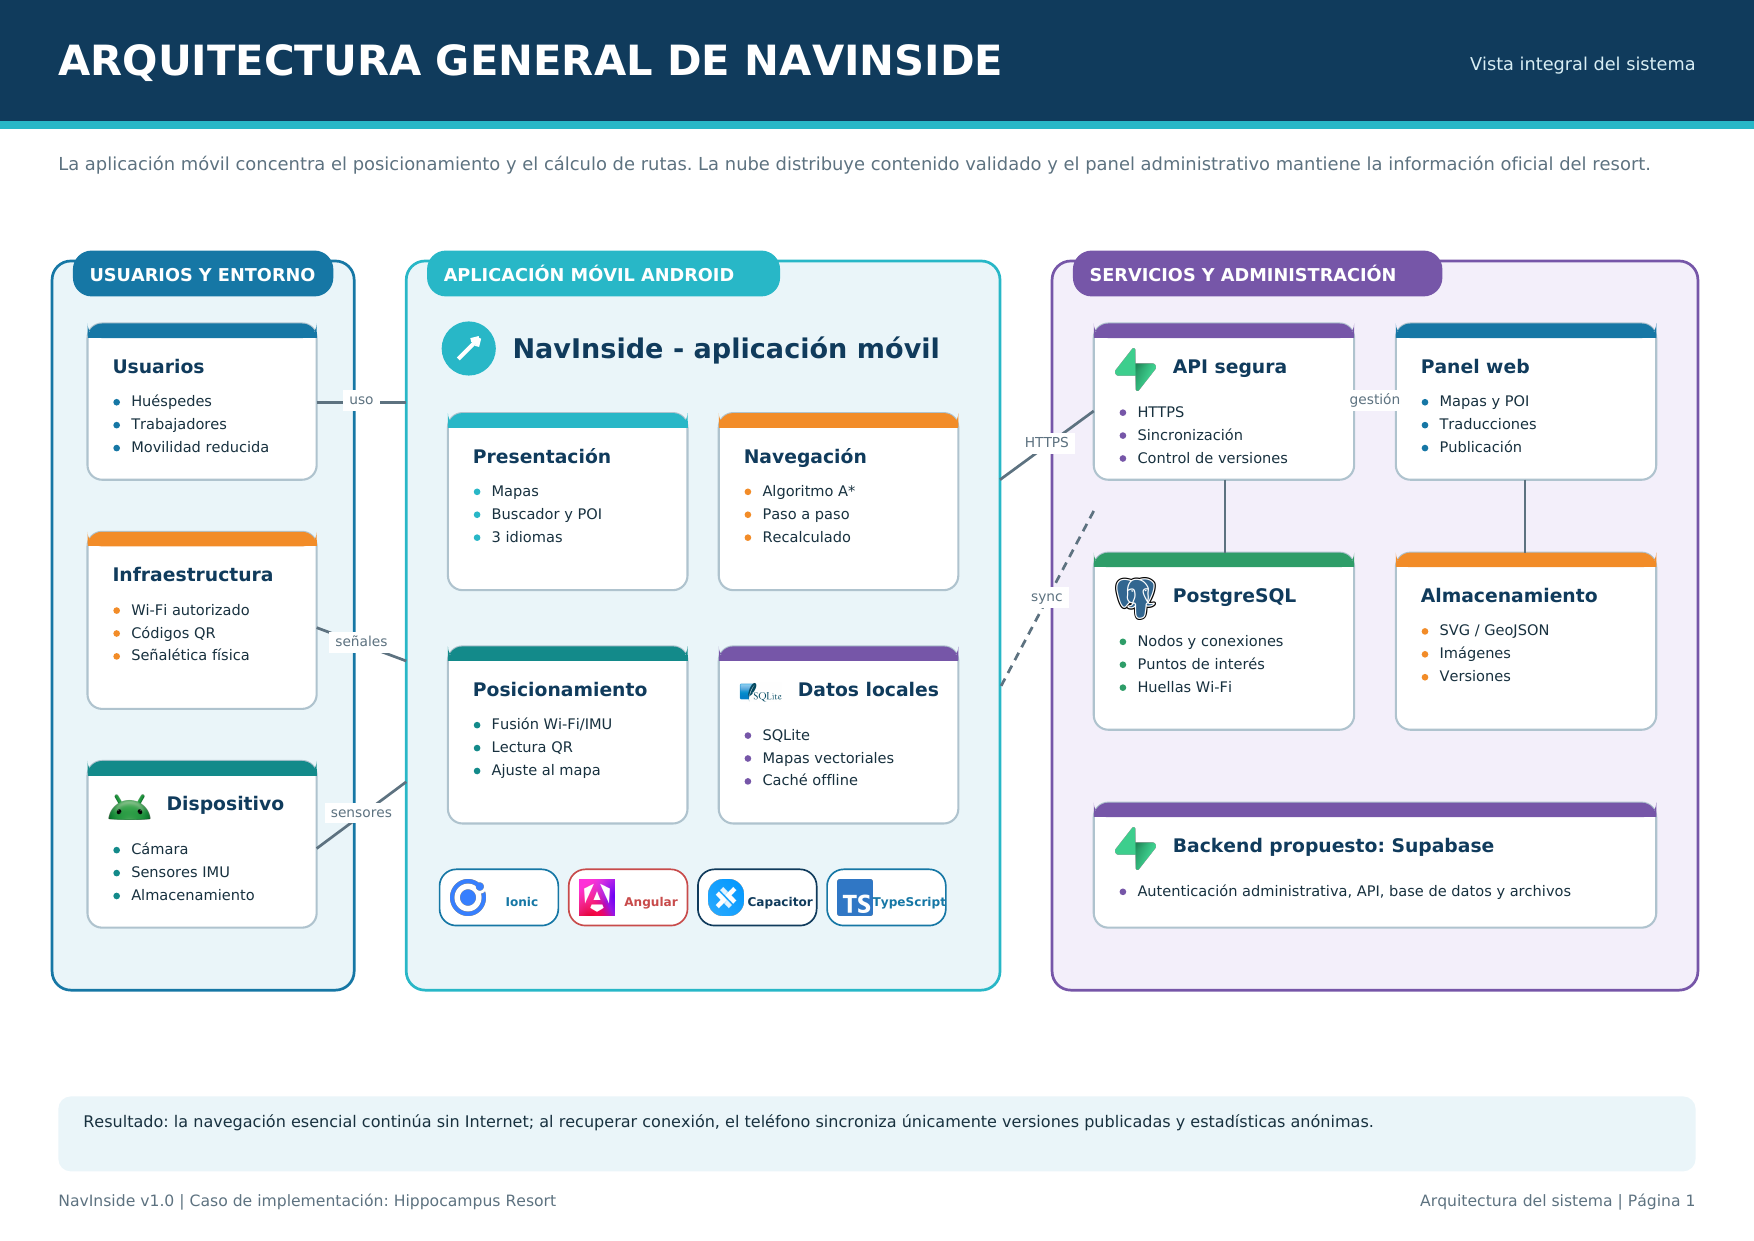 ARQUITECTURA GENERAL DE NAVINSIDE
Vista integral del sistema
La aplicación móvil concentra el posicionamiento y el cálculo de rutas. La nube distribuye contenido validado y el panel administrativo mantiene la información oficial del resort.
USUARIOS Y ENTORNO
Usuarios
Huéspedes
Trabajadores
Movilidad reducida
uso
Infraestructura
Wi-Fi autorizado
Códigos QR
Señalética física
señales
Dispositivo
Cámara
Sensores IMU
Almacenamiento
sensores
APLICACIÓN MÓVIL ANDROID
NavInside - aplicación móvil
Presentación
Mapas
Buscador y POI
3 idiomas
Navegación
Algoritmo A*
Paso a paso
Recalculado
Posicionamiento
Fusión Wi-Fi/IMU
Lectura QR
Ajuste al mapa
SQLite
Datos locales
SQLite
Mapas vectoriales
Caché offline
Ionic
Angular
Capacitor
TS
TypeScript
HTTPS
sync
SERVICIOS Y ADMINISTRACIÓN
API segura
HTTPS
Sincronización
Control de versiones
gestión
Panel web
Mapas y POI
Traducciones
Publicación
PostgreSQL
Nodos y conexiones
Puntos de interés
Huellas Wi-Fi
Almacenamiento
SVG / GeoJSON
Imágenes
Versiones
Backend propuesto: Supabase
Autenticación administrativa, API, base de datos y archivos
Resultado: la navegación esencial continúa sin Internet; al recuperar conexión, el teléfono sincroniza únicamente versiones publicadas y estadísticas anónimas.
NavInside v1.0 | Caso de implementación: Hippocampus Resort
Arquitectura del sistema | Página 1